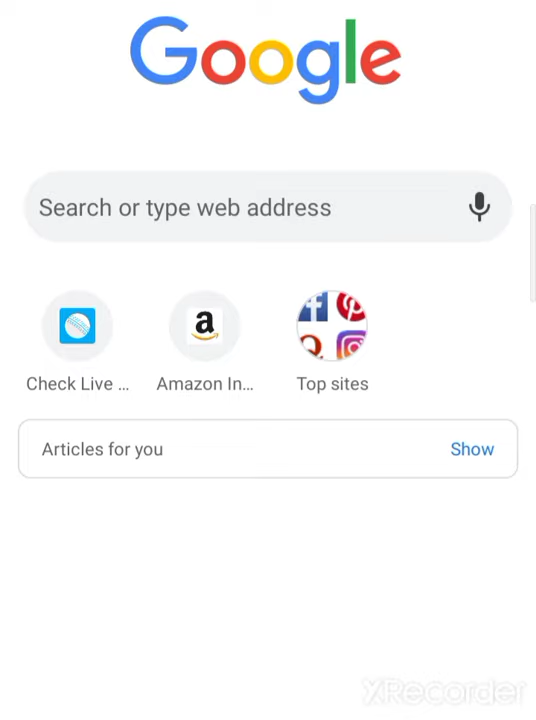 Google
Search or type web address
Check Live ...
Amazon In...
Top sites
Articles for you
Show
XRecorder